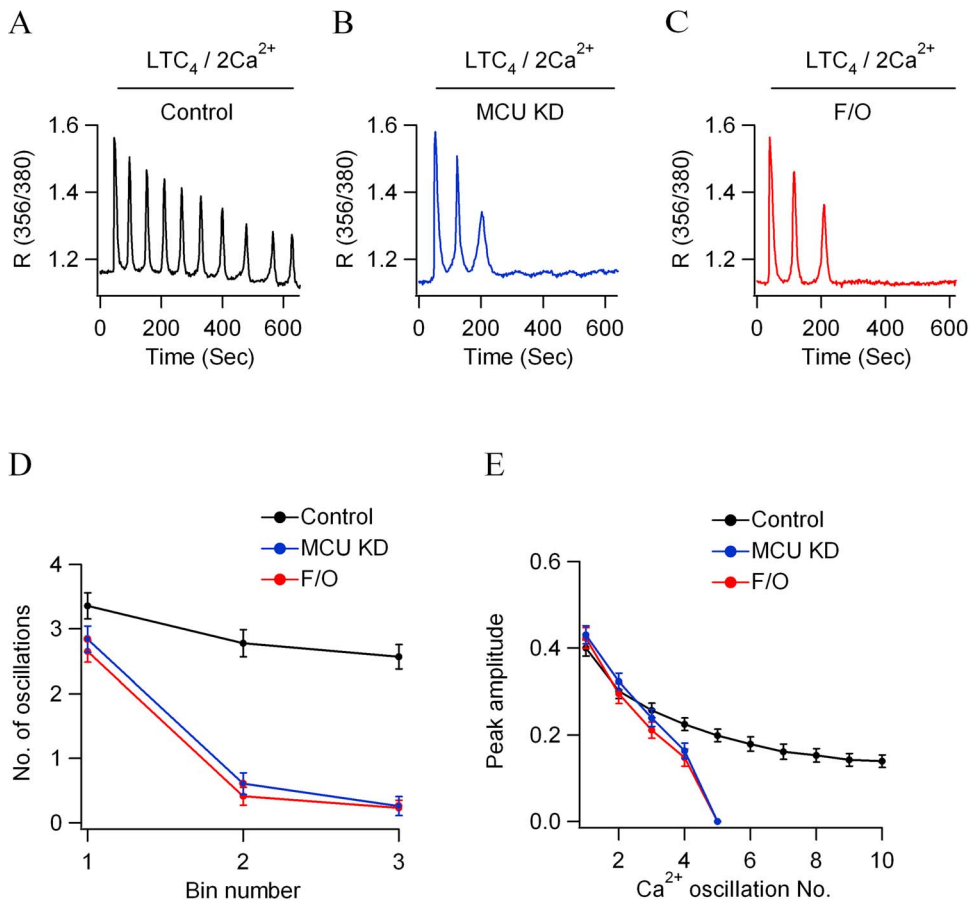 A
LTC₄ / 2Ca²⁺
Control
R (356/380)
1.6
1.4
1.2
0
200
400
600
Time (Sec)
B
LTC₄ / 2Ca²⁺
MCU KD
R (356/380)
1.6
1.4
1.2
0
200
400
600
Time (Sec)
C
LTC₄ / 2Ca²⁺
F/O
R (356/380)
1.6
1.4
1.2
0
200
400
600
Time (Sec)
D
Control
MCU KD
F/O
No. of oscillations
4
3
2
1
0
1
2
3
Bin number
E
Control
MCU KD
F/O
Peak amplitude
0.6
0.4
0.2
0.0
2
4
6
8
10
Ca²⁺ oscillation No.